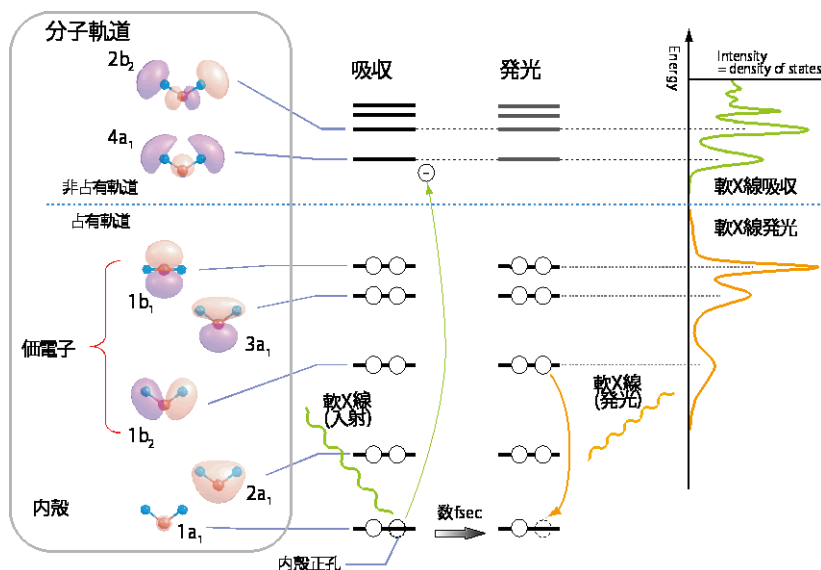 分子軌道
2b₂
4a₁
非占有軌道
占有軌道
1b₁
3a₁
価電子
1b₂
2a₁
内殻
1a₁
吸収
発光
−
軟X線
(入射)
数fsec
内殻正孔
軟X線
(発光)
Energy
Intensity
= density of states
軟X線吸収
軟X線発光